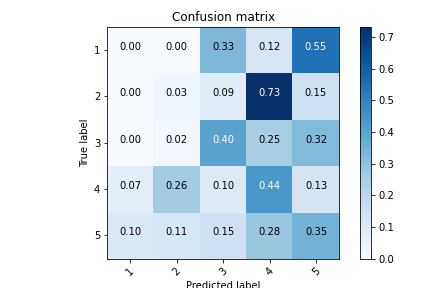 Confusion matrix
1 0.00 0.00 0.33 0.12 0.55
2 0.00 0.03 0.09 0.73 0.15
3 0.00 0.02 0.40 0.25 0.32
4 0.07 0.26 0.10 0.44 0.13
5 0.10 0.11 0.15 0.28 0.35
1 2 3 4 5
True label
Predicted label
0.7
0.6
0.5
0.4
0.3
0.2
0.1
0.0